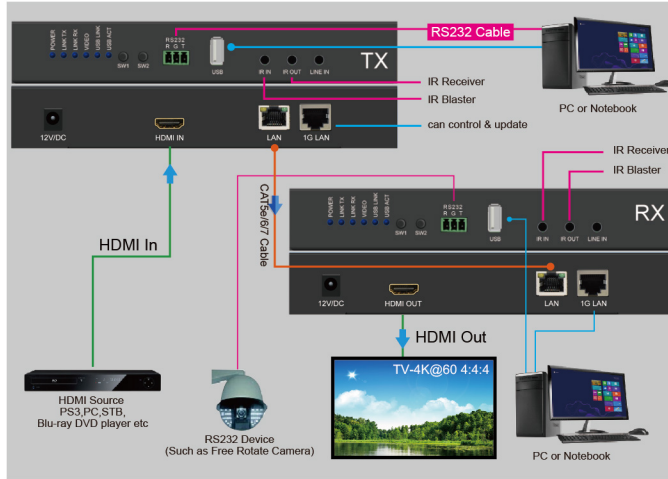 POWER
LINK TX
LINK RX
VIDEO
USB LINK
USB ACT
SW1
SW2
RS232
R G T
USB
IR IN
IR OUT
LINE IN
TX
RS232 Cable
PC or Notebook
IR Receiver
IR Blaster
12V/DC
HDMI IN
LAN
1G LAN
can control & update
IR Receiver
IR Blaster
HDMI In
CAT5e/6/7 Cable
POWER
LINK TX
LINK RX
VIDEO
USB LINK
USB ACT
SW1
SW2
RS232
R G T
USB
IR IN
IR OUT
LINE IN
RX
12V/DC
HDMI OUT
LAN
1G LAN
HDMI Out
TV-4K@60 4:4:4
HDMI Source
PS3,PC,STB,
Blu-ray DVD player etc
RS232 Device
(Such as Free Rotate Camera)
PC or Notebook